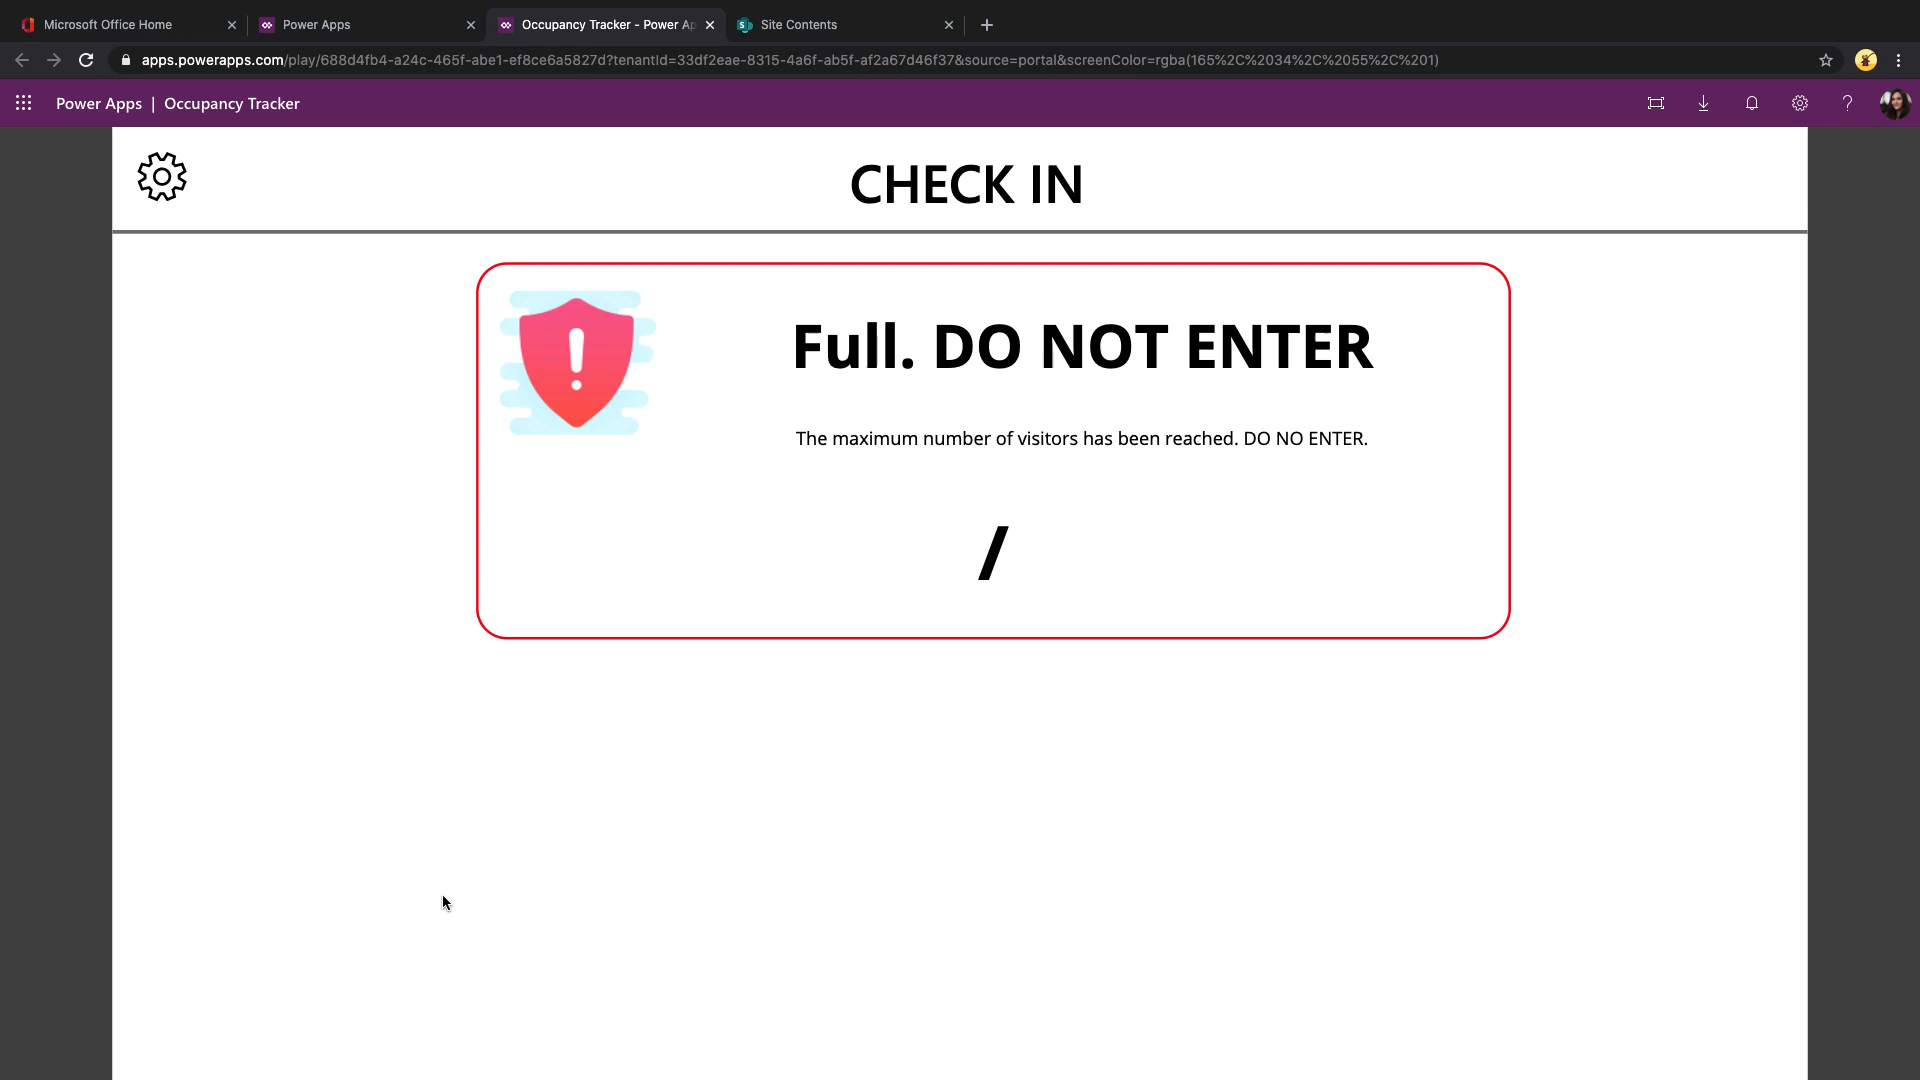 Microsoft Office Home
Power Apps
Occupancy Tracker - Power Ap
Site Contents
apps.powerapps.com/play/688d4fb4-a24c-465f-abe1-ef8ce6a5827d?tenantId=33df2eae-8315-4a6f-ab5f-af2a67d46f37&source=portal&screenColor=rgba(165%2C%2034%2C%2055%2C%201)
Power Apps | Occupancy Tracker
CHECK IN
Full. DO NOT ENTER
The maximum number of visitors has been reached. DO NO ENTER.
/